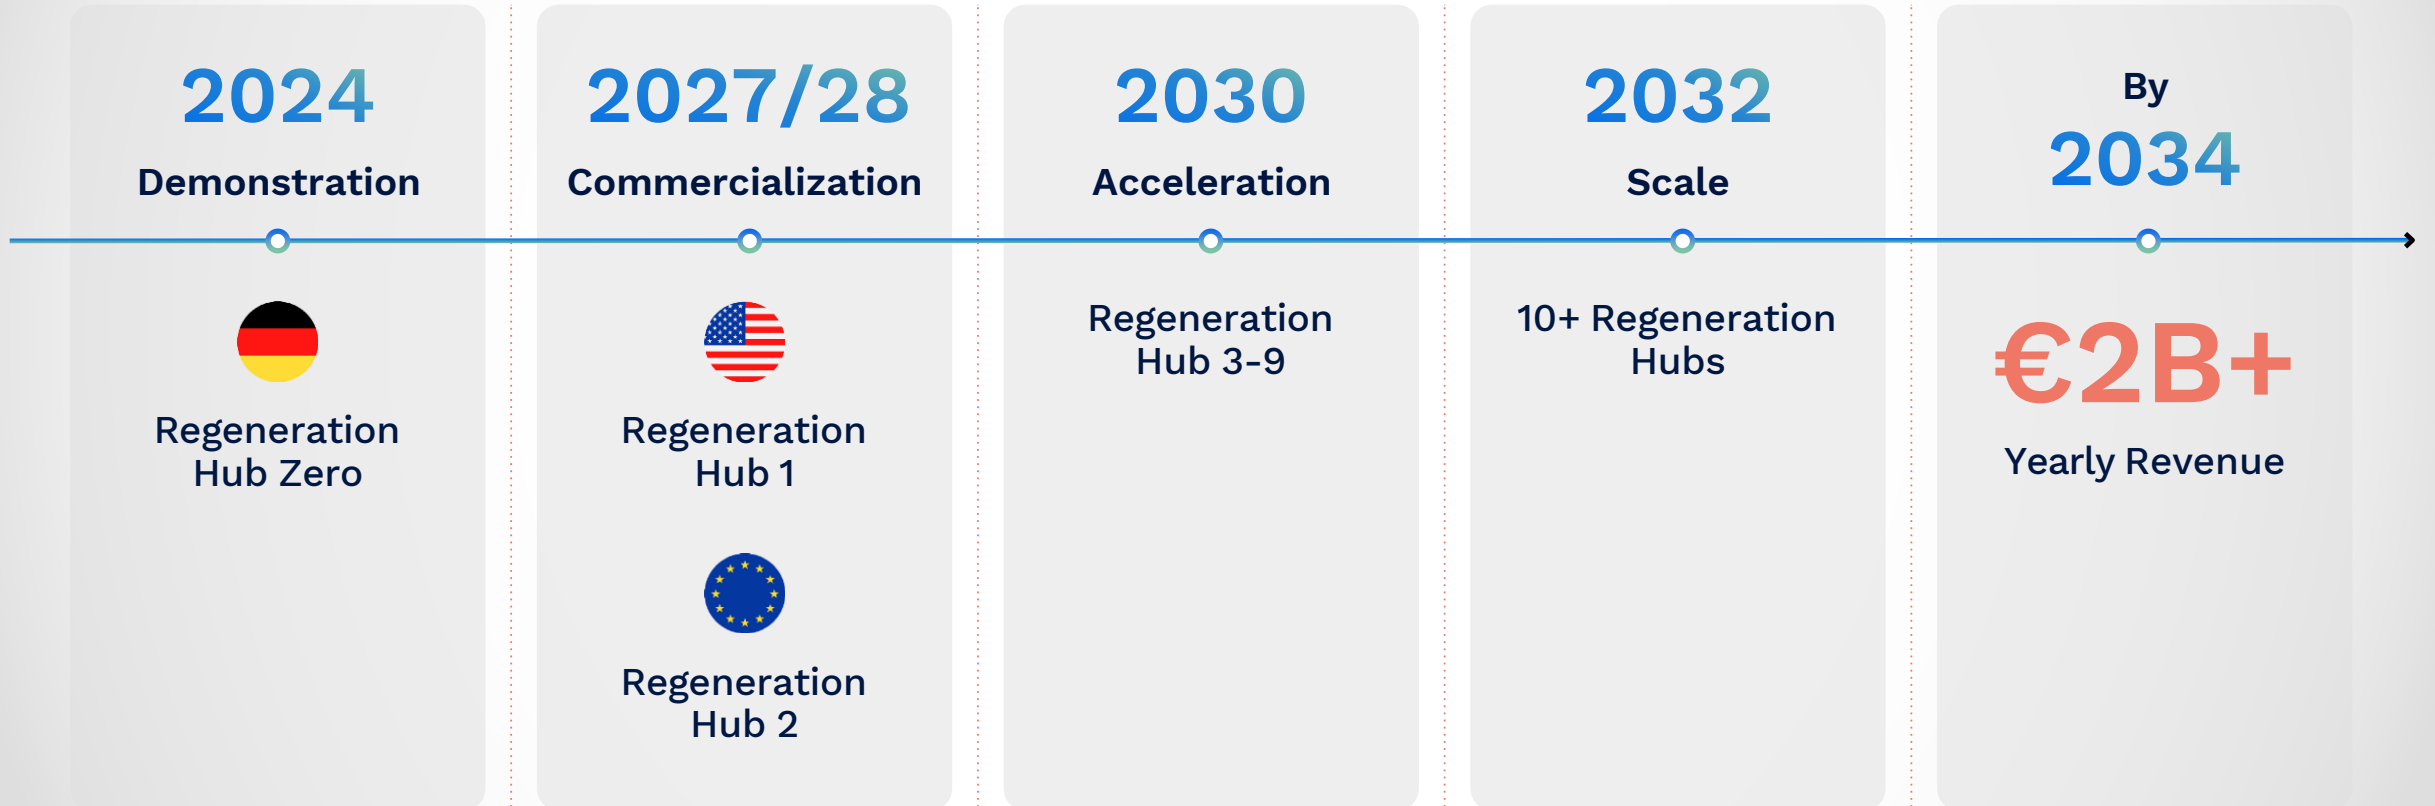 2024
Demonstration
Regeneration
Hub Zero
2027/28
Commercialization
Regeneration
Hub 1
Regeneration
Hub 2
2030
Acceleration
Regeneration
Hub 3-9
2032
Scale
10+ Regeneration
Hubs
By
2034
€2B+
Yearly Revenue